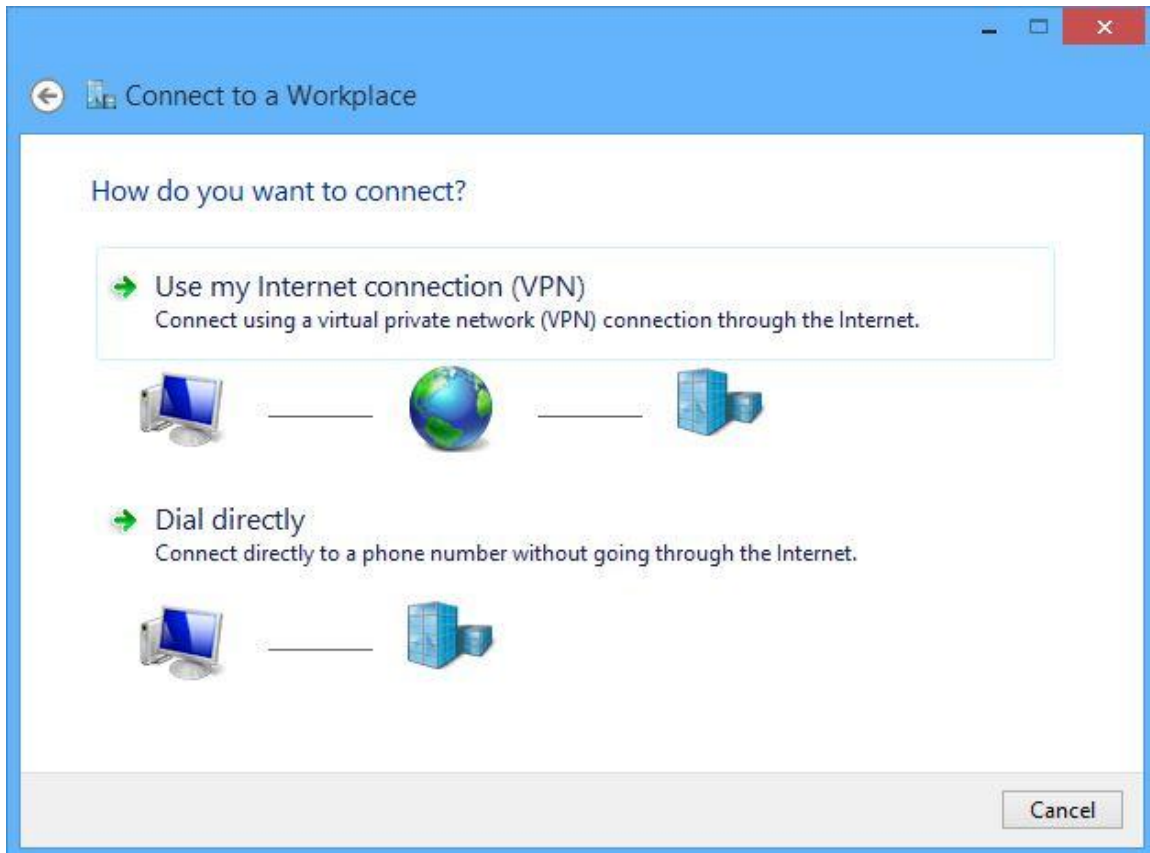 Connect to a Workplace
How do you want to connect?
Use my Internet connection (VPN)
Connect using a virtual private network (VPN) connection through the Internet.
Dial directly
Connect directly to a phone number without going through the Internet.
Cancel